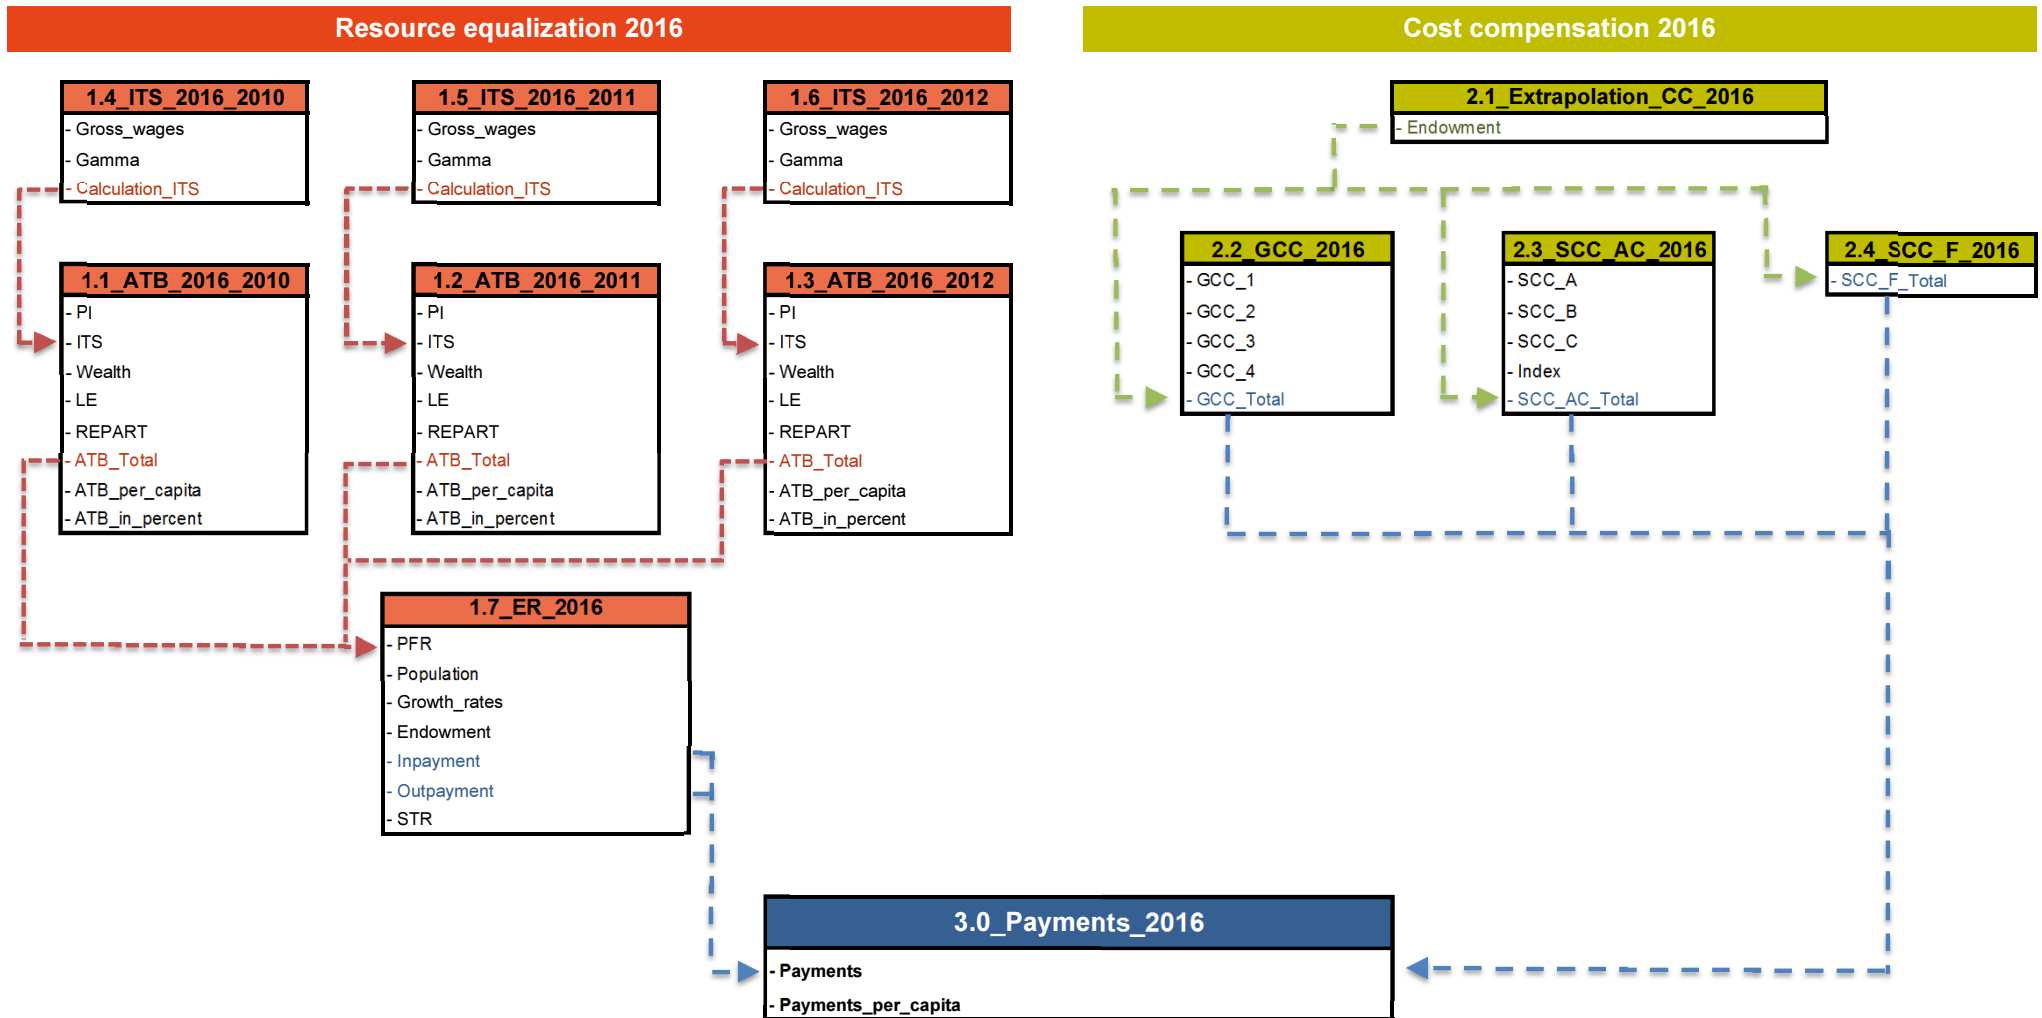 Resource equalization 2016
Cost compensation 2016
1.4_ITS_2016_2010
- Gross_wages
- Gamma
- Calculation_ITS
1.5_ITS_2016_2011
- Gross_wages
- Gamma
- Calculation_ITS
1.6_ITS_2016_2012
- Gross_wages
- Gamma
- Calculation_ITS
2.1_Extrapolation_CC_2016
- Endowment
1.1_ATB_2016_2010
- PI
- ITS
- Wealth
- LE
- REPART
- ATB_Total
- ATB_per_capita
- ATB_in_percent
1.2_ATB_2016_2011
- PI
- ITS
- Wealth
- LE
- REPART
- ATB_Total
- ATB_per_capita
- ATB_in_percent
1.3_ATB_2016_2012
- PI
- ITS
- Wealth
- LE
- REPART
- ATB_Total
- ATB_per_capita
- ATB_in_percent
2.2_GCC_2016
- GCC_1
- GCC_2
- GCC_3
- GCC_4
- GCC_Total
2.3_SCC_AC_2016
- SCC_A
- SCC_B
- SCC_C
- Index
- SCC_AC_Total
2.4_SCC_F_2016
- SCC_F_Total
1.7_ER_2016
- PFR
- Population
- Growth_rates
- Endowment
- Inpayment
- Outpayment
- STR
3.0_Payments_2016
- Payments
- Payments_per_capita